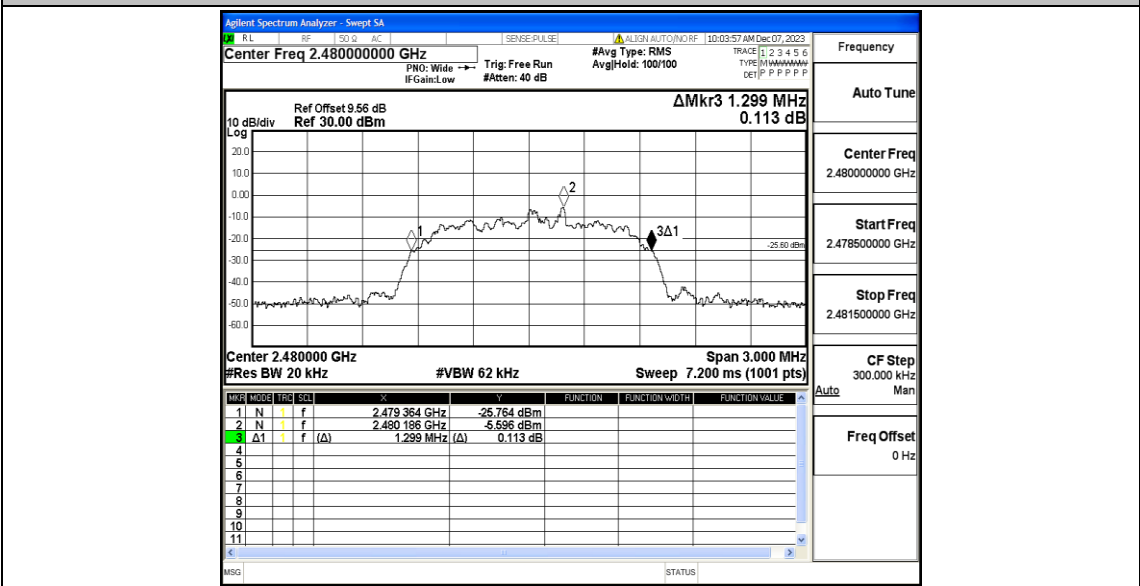 Agilent Spectrum Analyzer - Swept SA
RL RF 50 Ω AC SENSE:PULSE ALIGN AUTO/NO RF 10:03:57 AM Dec 07, 2023
Center Freq 2.480000000 GHz
PNO: Wide
IFGain:Low
Trig: Free Run
#Atten: 40 dB
#Avg Type: RMS
Avg|Hold: 100/100
TRACE 1 2 3 4 5 6
TYPE M WWWWW
DET P P P P P P
Ref Offset 9.56 dB
10 dB/div Ref 30.00 dBm
Log
ΔMkr3 1.299 MHz
0.113 dB
20.0
10.0
0.00
-10.0
-20.0
-30.0
-40.0
-50.0
-60.0
1
2
3Δ1
-25.60 dBm
Center 2.480000 GHz Span 3.000 MHz
#Res BW 20 kHz #VBW 62 kHz Sweep 7.200 ms (1001 pts)
MKR MODE TRC SCL X Y FUNCTION FUNCTION WIDTH FUNCTION VALUE
1 N 1 f 2.479 364 GHz -25.764 dBm
2 N 1 f 2.480 186 GHz -5.596 dBm
3 Δ1 1 f (Δ) 1.299 MHz (Δ) 0.113 dB
4
5
6
7
8
9
10
11
MSG STATUS
Frequency
Auto Tune
Center Freq
2.480000000 GHz
Start Freq
2.478500000 GHz
Stop Freq
2.481500000 GHz
CF Step
300.000 kHz
Auto Man
Freq Offset
0 Hz